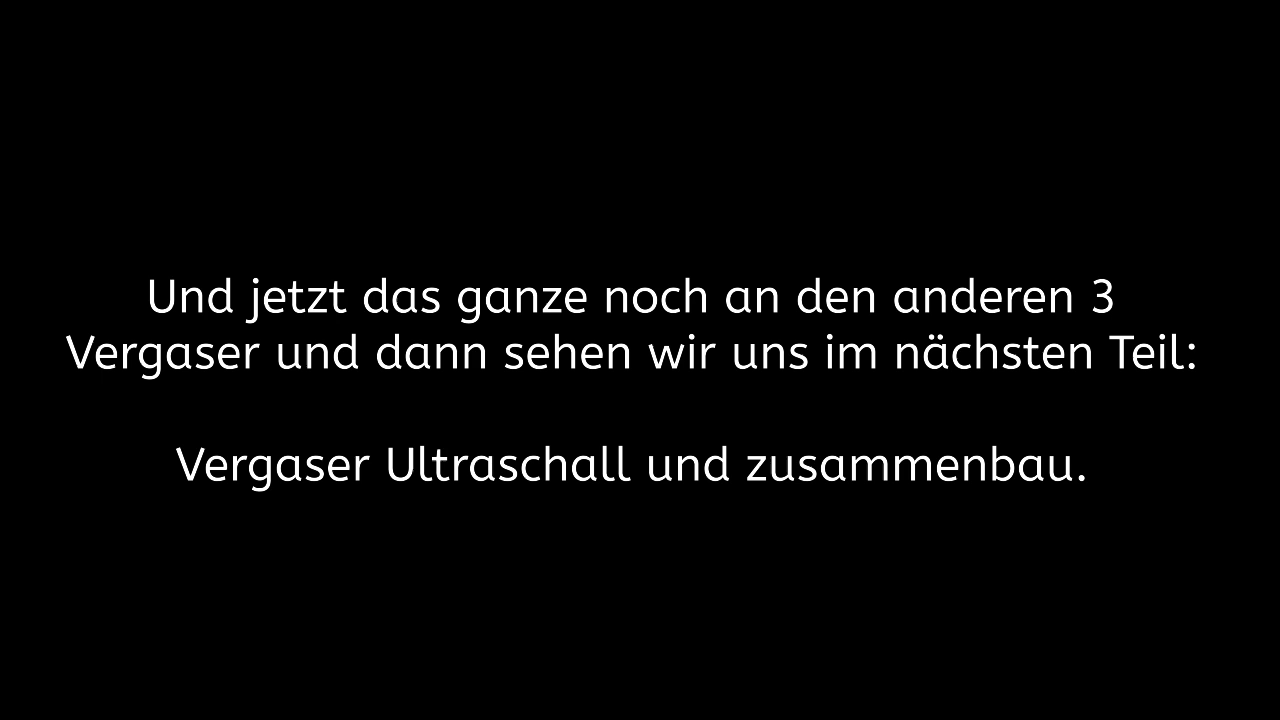 Und jetzt das ganze noch an den anderen 3
Vergaser und dann sehen wir uns im nächsten Teil:
Vergaser Ultraschall und zusammenbau.